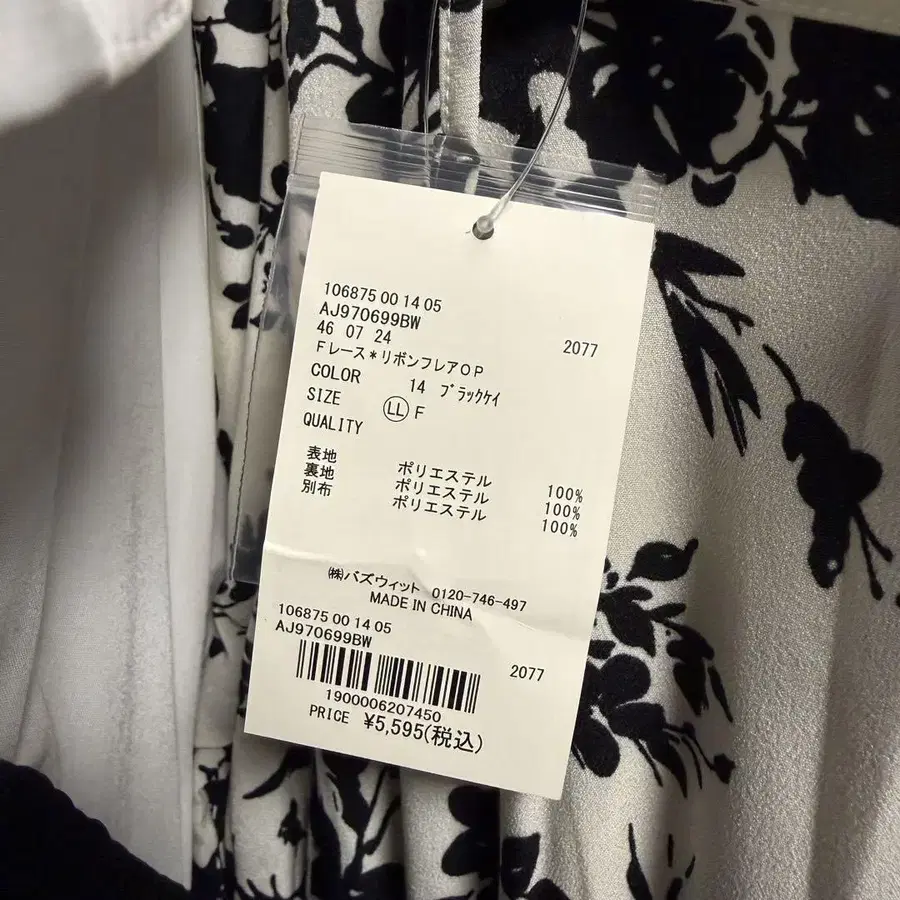 106875 00 14 05
AJ970699BW
46 07 24 2077
Fレース*リボンフレアOP
COLOR 14 ブラックケイ
SIZE LL F
QUALITY
表地 ポリエステル 100%
裏地 ポリエステル 100%
別布 ポリエステル 100%
㈱バズウィット 0120-746-497
MADE IN CHINA
106875 00 14 05
AJ970699BW
2077
1900006207450
PRICE ¥5,595(税込)